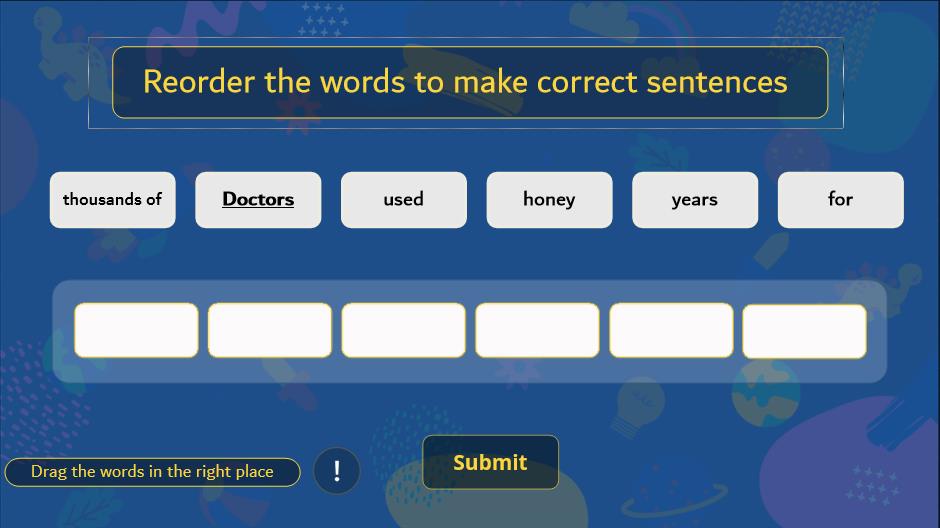 Reorder the words to make correct sentences
thousands of Doctors used honey years for
Drag the words in the right place ! Submit